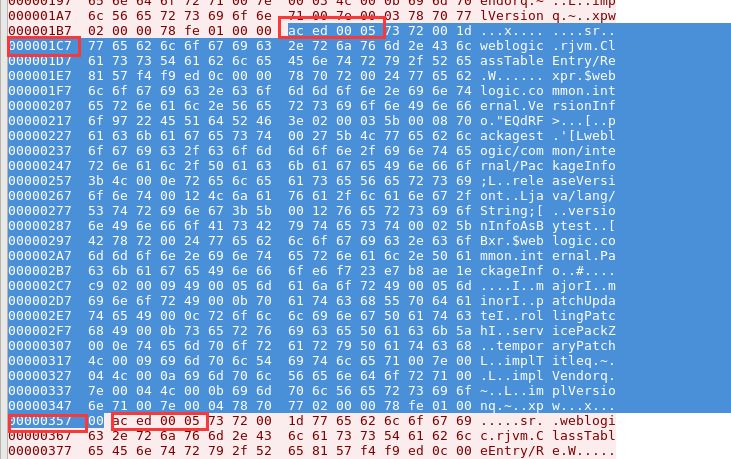 00000197 65 6e 64 6f 72 71 00 7e 00 03 4c 00 0b 69 6d 70 endorq.~ ..L..imp
000001A7 6c 56 65 72 73 69 6f 6e 71 00 7e 00 03 78 70 77 lVersion q.~..xpw
000001B7 02 00 00 78 fe 01 00 00 ac ed 00 05 73 72 00 1d ...x.... ....sr..
000001C7 77 65 62 6c 6f 67 69 63 2e 72 6a 76 6d 2e 43 6c weblogic .rjvm.Cl
000001D7 61 73 73 54 61 62 6c 65 45 6e 74 72 79 2f 52 65 assTable Entry/Re
000001E7 81 57 f4 f9 ed 0c 00 00 78 70 72 00 24 77 65 62 .W...... xpr.$web
000001F7 6c 6f 67 69 63 2e 63 6f 6d 6d 6f 6e 2e 69 6e 74 logic.co mmon.int
00000207 65 72 6e 61 6c 2e 56 65 72 73 69 6f 6e 49 6e 66 ernal.Ve rsionInf
00000217 6f 97 22 45 51 64 52 46 3e 02 00 03 5b 00 08 70 o."EQdRF >...[..p
00000227 61 63 6b 61 67 65 73 74 00 27 5b 4c 77 65 62 6c ackagest .'[Lwebl
00000237 6f 67 69 63 2f 63 6f 6d 6d 6f 6e 2f 69 6e 74 65 ogic/com mon/inte
00000247 72 6e 61 6c 2f 50 61 63 6b 61 67 65 49 6e 66 6f rnal/Pac kageInfo
00000257 3b 4c 00 0e 72 65 6c 65 61 73 65 56 65 72 73 69 ;L..rele aseVersi
00000267 6f 6e 74 00 12 4c 6a 61 76 61 2f 6c 61 6e 67 2f ont..Lja va/lang/
00000277 53 74 72 69 6e 67 3b 5b 00 12 76 65 72 73 69 6f String;[ ..versio
00000287 6e 49 6e 66 6f 41 73 42 79 74 65 73 74 00 02 5b nInfoAsB ytest..[
00000297 42 78 72 00 24 77 65 62 6c 6f 67 69 63 2e 63 6f Bxr.$web logic.co
000002A7 6d 6d 6f 6e 2e 69 6e 74 65 72 6e 61 6c 2e 50 61 mmon.int ernal.Pa
000002B7 63 6b 61 67 65 49 6e 66 6f e6 f7 23 e7 b8 ae 1e ckageInf o..#....
000002C7 c9 02 00 09 49 00 05 6d 61 6a 6f 72 49 00 05 6d ....I..m ajorI..m
000002D7 69 6e 6f 72 49 00 0b 70 61 74 63 68 55 70 64 61 inorI..p atchUpda
000002E7 74 65 49 00 0c 72 6f 6c 6c 69 6e 67 50 61 74 63 teI..rol lingPatc
000002F7 68 49 00 0b 73 65 72 76 69 63 65 50 61 63 6b 5a hI..serv icePackZ
00000307 00 0e 74 65 6d 70 6f 72 61 72 79 50 61 74 63 68 ..tempor aryPatch
00000317 4c 00 09 69 6d 70 6c 54 69 74 6c 65 71 00 7e 00 L..implT itleq.~.
00000327 04 4c 00 0a 69 6d 70 6c 56 65 6e 64 6f 72 71 00 .L..impl Vendorq.
00000337 7e 00 04 4c 00 0b 69 6d 70 6c 56 65 72 73 69 6f ~..L..im plVersio
00000347 6e 71 00 7e 00 04 78 70 77 02 00 00 78 fe 01 00 nq.~..xp w...x...
00000357 00 ac ed 00 05 73 72 00 1d 77 65 62 6c 6f 67 69 .....sr. .weblogi
00000367 63 2e 72 6a 76 6d 2e 43 6c 61 73 73 54 61 62 6c c.rjvm.C lassTabl
00000377 65 45 6e 74 72 79 2f 52 65 81 57 f4 f9 ed 0c 00 eEntry/R e.W.....